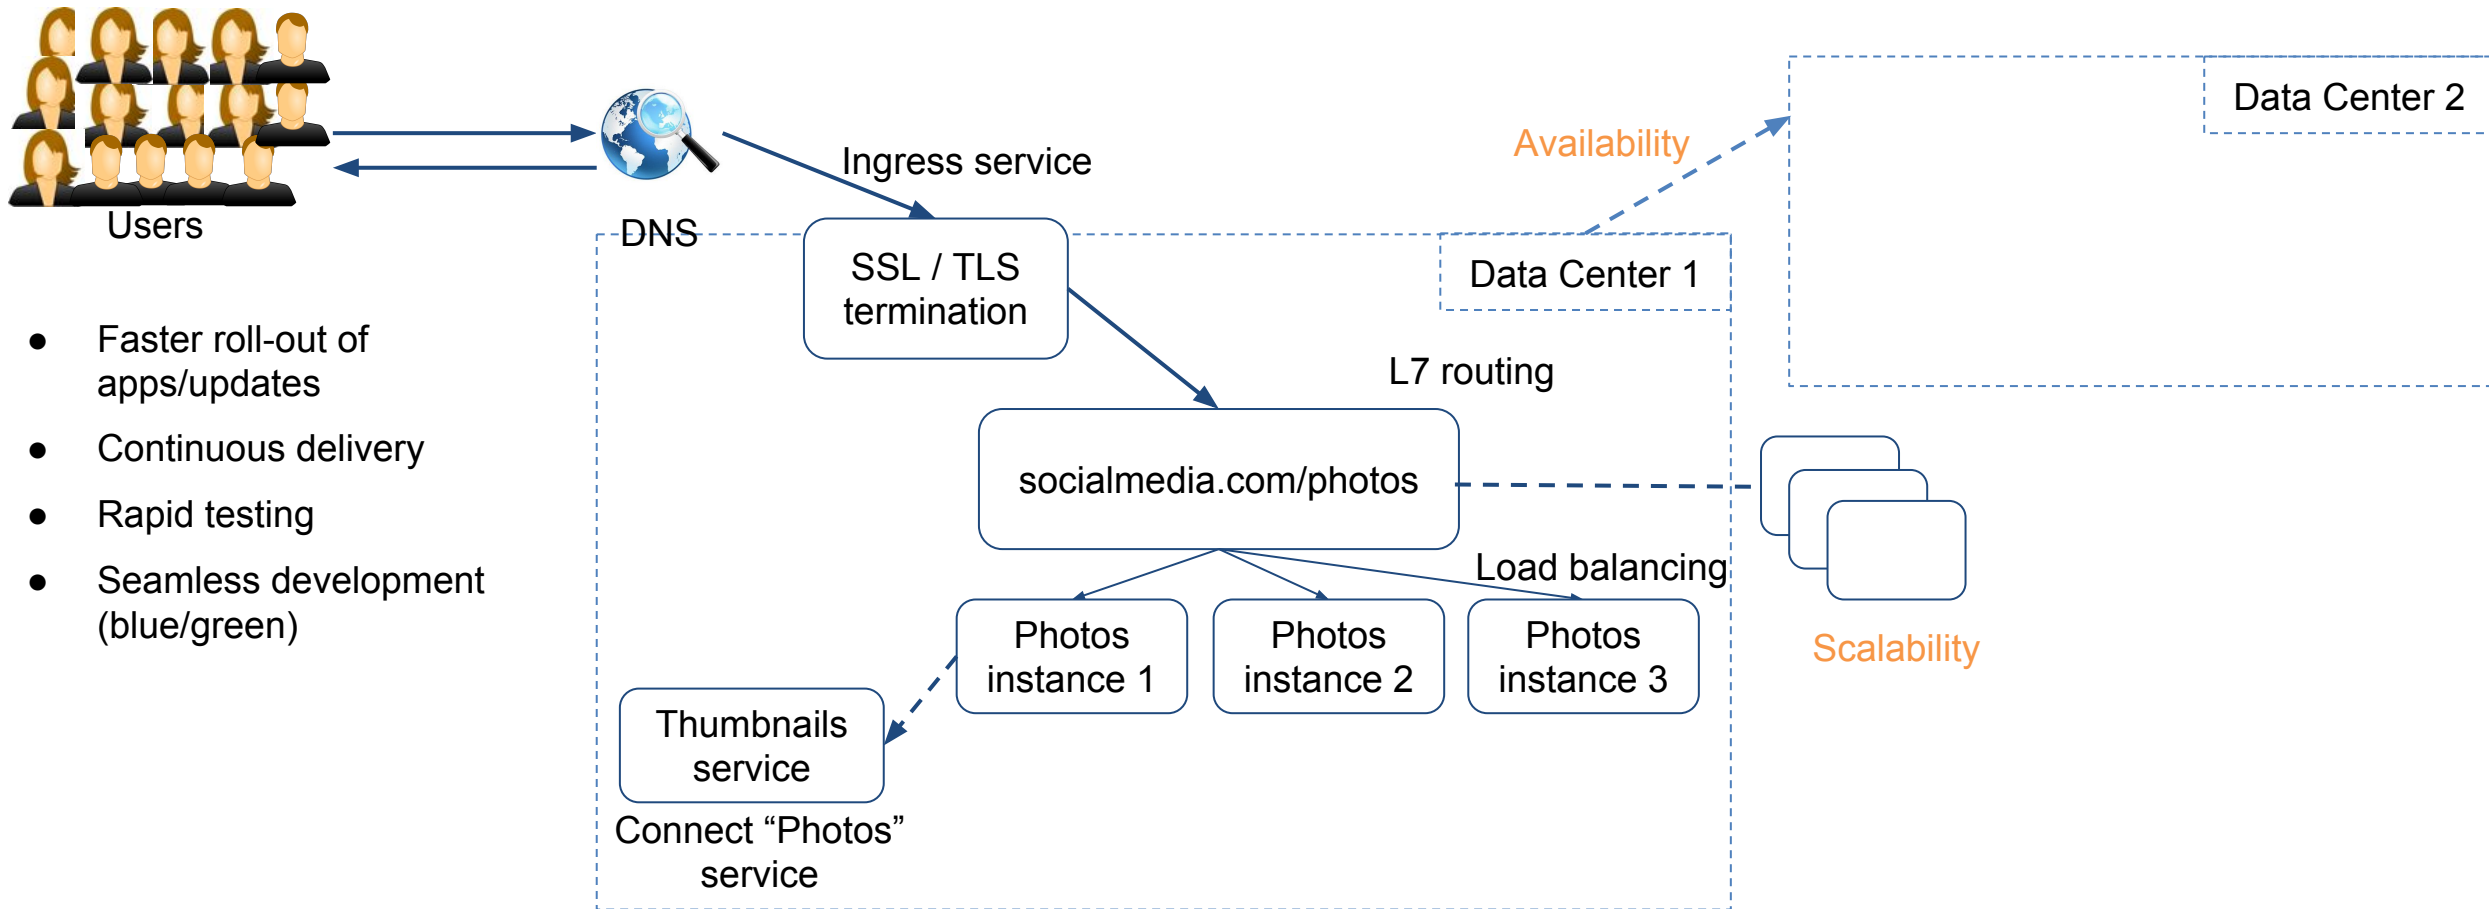 Users
● Faster roll-out of
apps/updates
● Continuous delivery
● Rapid testing
● Seamless development
(blue/green)
DNS
Ingress service
SSL / TLS
termination
Data Center 1
Availability
Data Center 2
L7 routing
socialmedia.com/photos
Load balancing
Photos
instance 1
Photos
instance 2
Photos
instance 3
Scalability
Thumbnails
service
Connect “Photos”
service